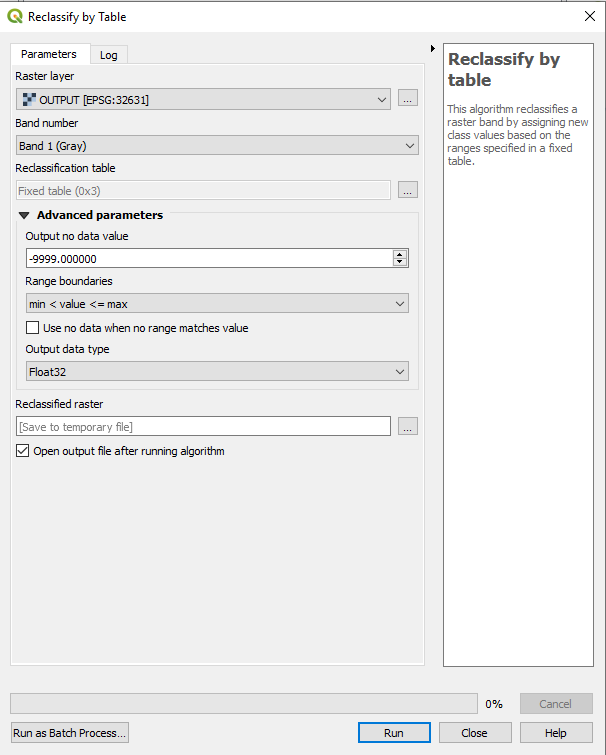 Reclassify by Table
Parameters
Log
Raster layer
OUTPUT [EPSG:32631]
...
Band number
Band 1 (Gray)
Reclassification table
Fixed table (0x3)
...
Advanced parameters
Output no data value
-9999.000000
Range boundaries
min < value <= max
Use no data when no range matches value
Output data type
Float32
Reclassified raster
[Save to temporary file]
...
Open output file after running algorithm
Reclassify by
table
This algorithm reclassifies a
raster band by assigning new
class values based on the
ranges specified in a fixed
table.
0%
Cancel
Run as Batch Process...
Run
Close
Help